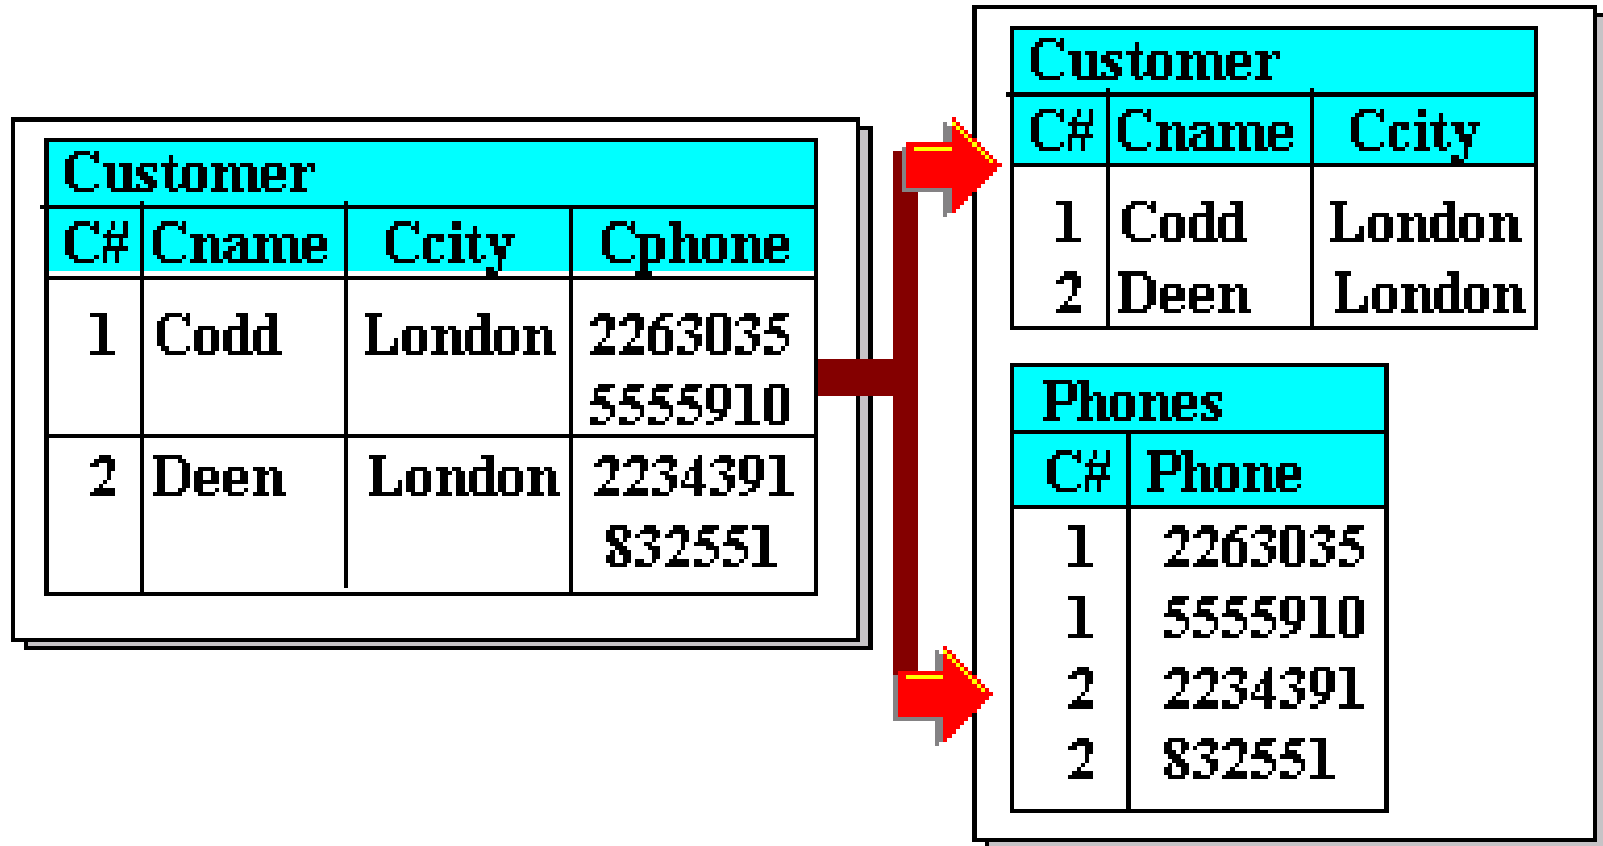 Customer
C# Cname Ccity Cphone
1 Codd London 2263035
5555910
2 Deen London 2234391
832551
Customer
C# Cname Ccity
1 Codd London
2 Deen London
Phones
C# Phone
1 2263035
1 5555910
2 2234391
2 832551